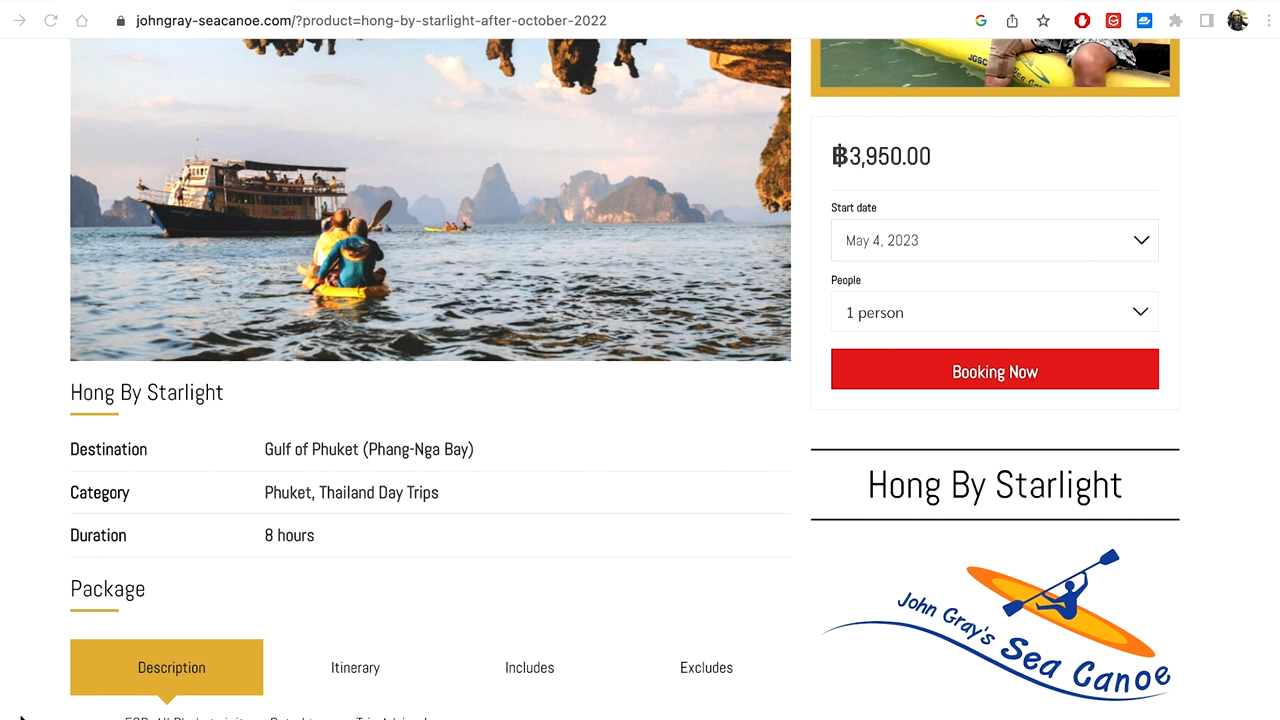 johngray-seacanoe.com/?product=hong-by-starlight-after-october-2022
JGSC
Sea
฿3,950.00
Start date
May 4, 2023
People
1 person
Booking Now
Hong By Starlight
Destination
Gulf of Phuket (Phang-Nga Bay)
Category
Phuket, Thailand Day Trips
Duration
8 hours
Package
Description
Itinerary
Includes
Excludes
Hong By Starlight
John Gray's
Sea Canoe